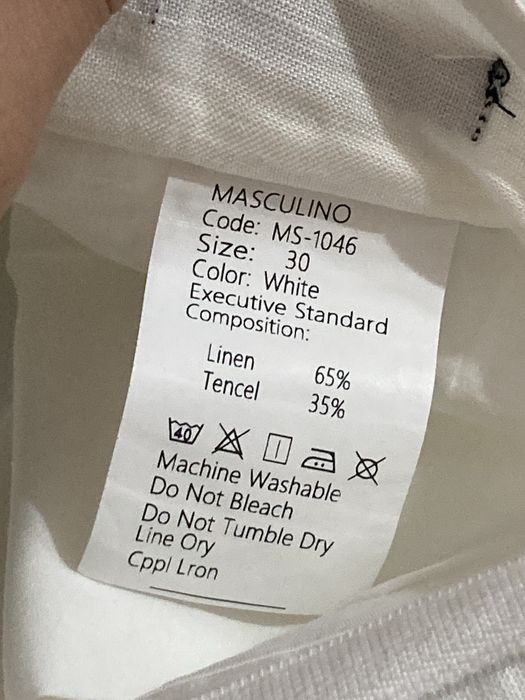 MASCULINO
Code: MS-1046
Size: 30
Color: White
Executive Standard
Composition:
Linen 65%
Tencel 35%
40
Machine Washable
Do Not Bleach
Do Not Tumble Dry
Line Ory
Cppl Lron